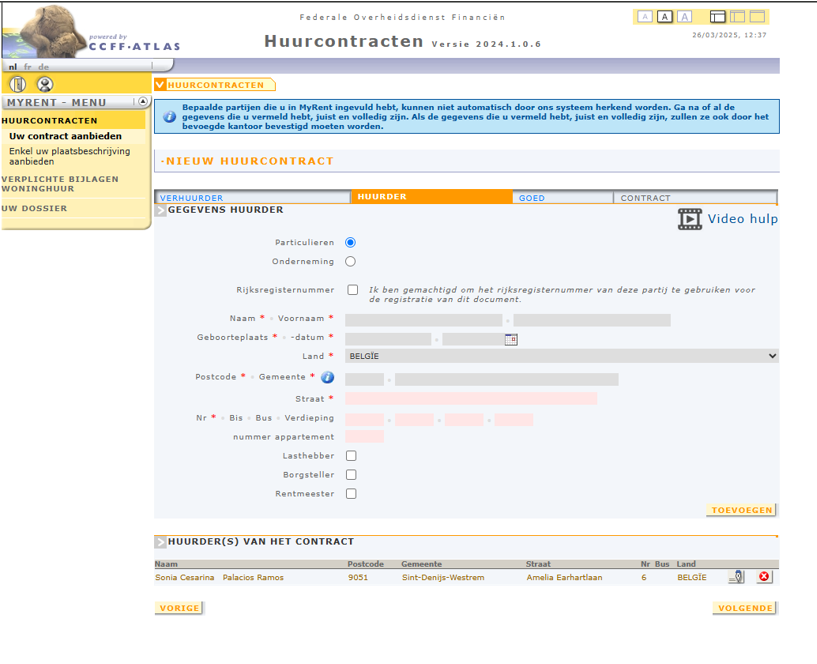 powered by
CCFF-ATLAS
Federale Overheidsdienst Financiën
Huurcontracten Versie 2024.1.0.6
A A A
26/03/2025, 12:37
nl fr de
MYRENT - MENU
HUURCONTRACTEN
Uw contract aanbieden
Enkel uw plaatsbeschrijving
aanbieden
VERPLICHTE BIJLAGEN
WONINGHUUR
UW DOSSIER
HUURCONTRACTEN
Bepaalde partijen die u in MyRent ingevuld hebt, kunnen niet automatisch door ons systeem herkend worden. Ga na of al de
gegevens die u vermeld hebt, juist en volledig zijn. Als de gegevens die u vermeld hebt, juist en volledig zijn, zullen ze ook door het
bevoegde kantoor bevestigd moeten worden.
·NIEUW HUURCONTRACT
VERHUURDER HUURDER GOED CONTRACT
GEGEVENS HUURDER
Video hulp
Particulieren
Onderneming
Rijksregisternummer Ik ben gemachtigd om het rijksregisternummer van deze partij te gebruiken voor
de registratie van dit document.
Naam * Voornaam *
Geboorteplaats * -datum *
Land * BELGÏE
Postcode * Gemeente *
Straat *
Nr * Bis Bus Verdieping
nummer appartement
Lasthebber
Borgsteller
Rentmeester
TOEVOEGEN
HUURDER(S) VAN HET CONTRACT
Naam Postcode Gemeente Straat Nr Bus Land
Sonia Cesarina Palacios Ramos 9051 Sint-Denijs-Westrem Amelia Earhartlaan 6 BELGÏE
VORIGE VOLGENDE